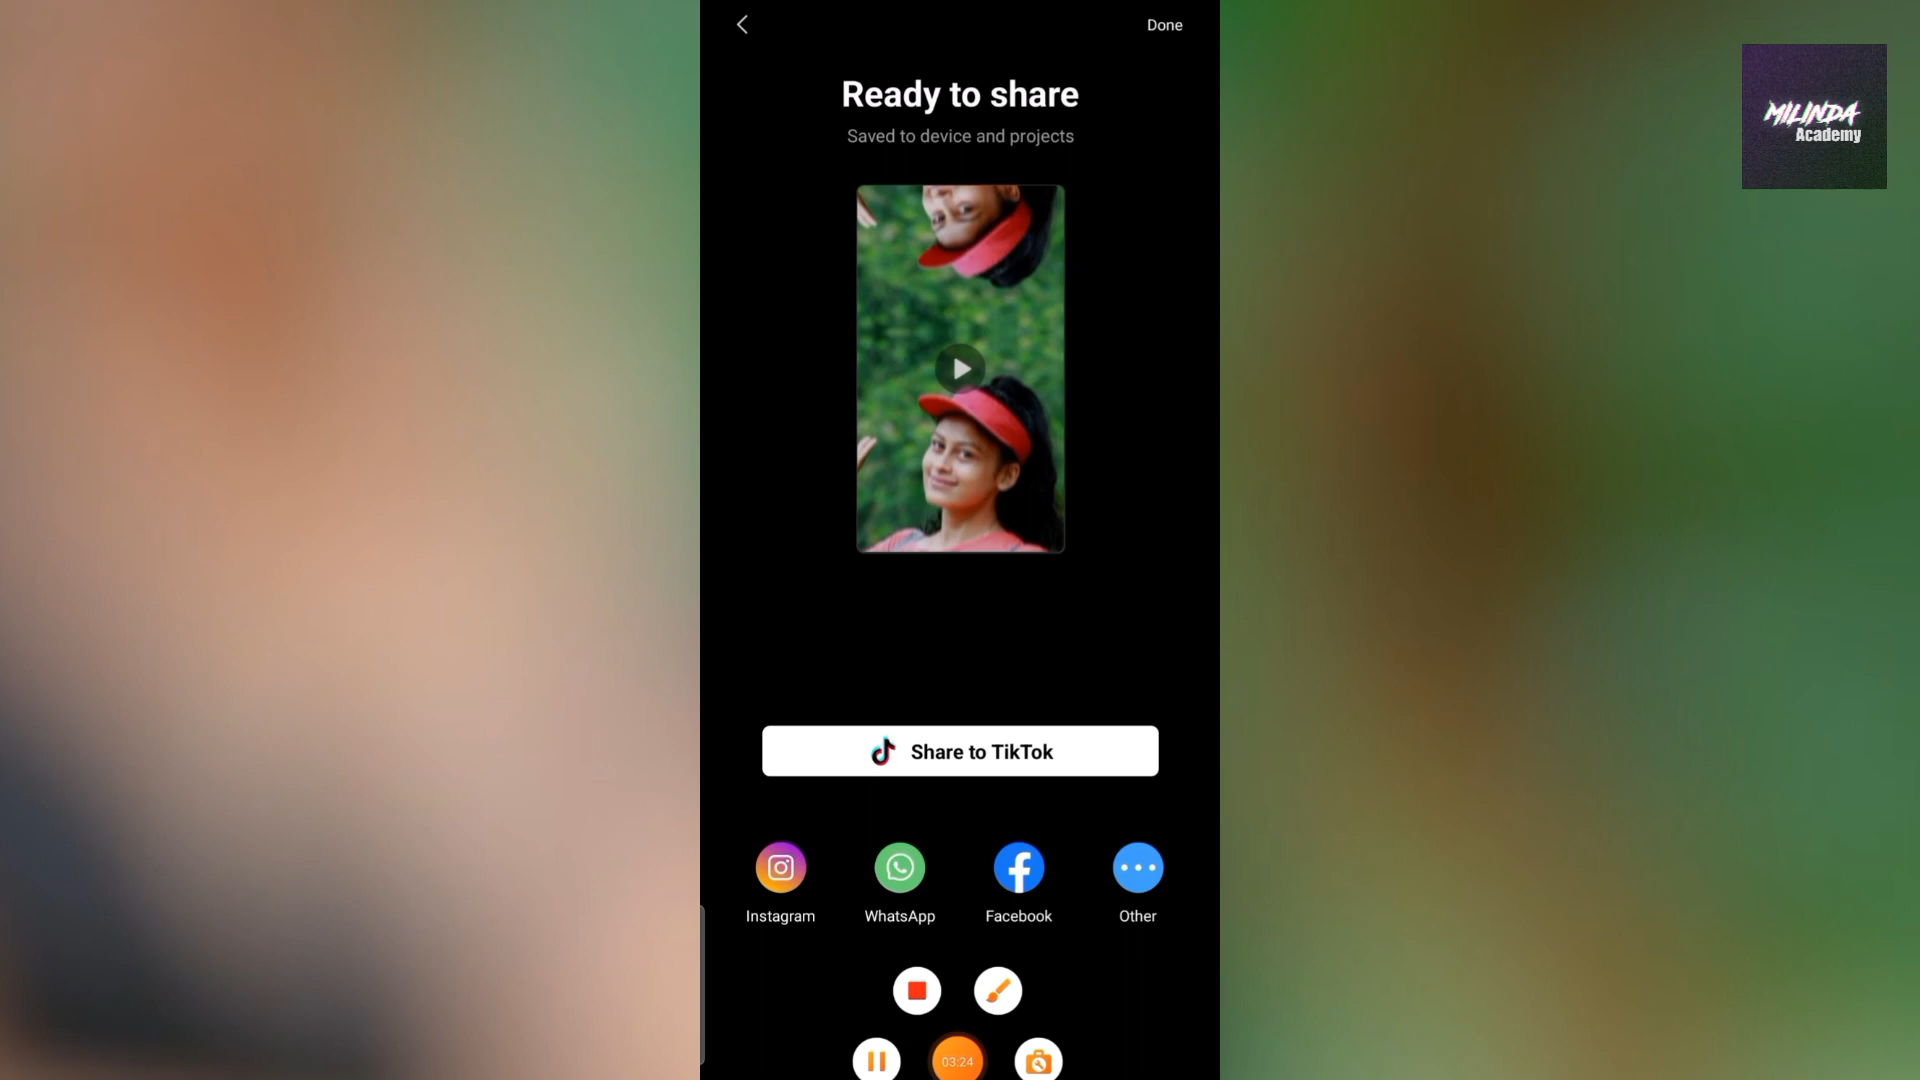 Done
MILINDA
Academy
Ready to share
Saved to device and projects
Share to TikTok
Instagram
WhatsApp
Facebook
Other
03:24